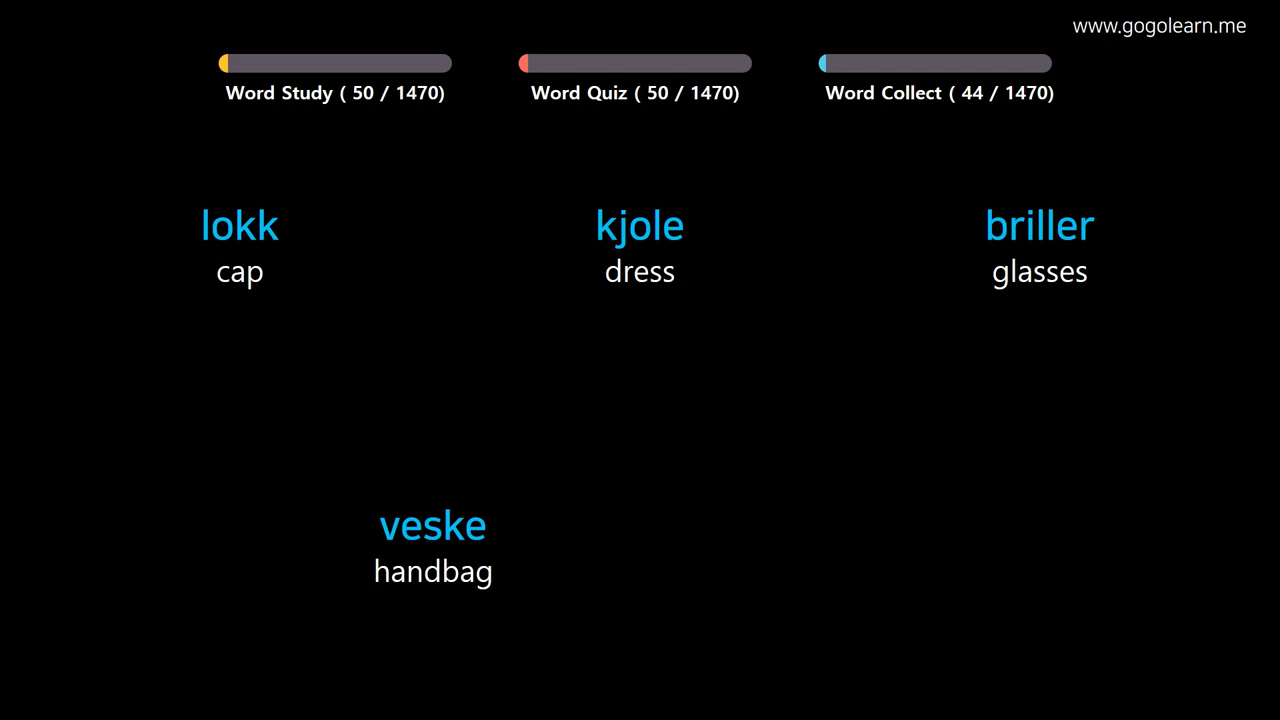 www.gogolearn.me
Word Study ( 50 / 1470)
Word Quiz ( 50 / 1470)
Word Collect ( 44 / 1470)
lokk
cap
kjole
dress
briller
glasses
veske
handbag